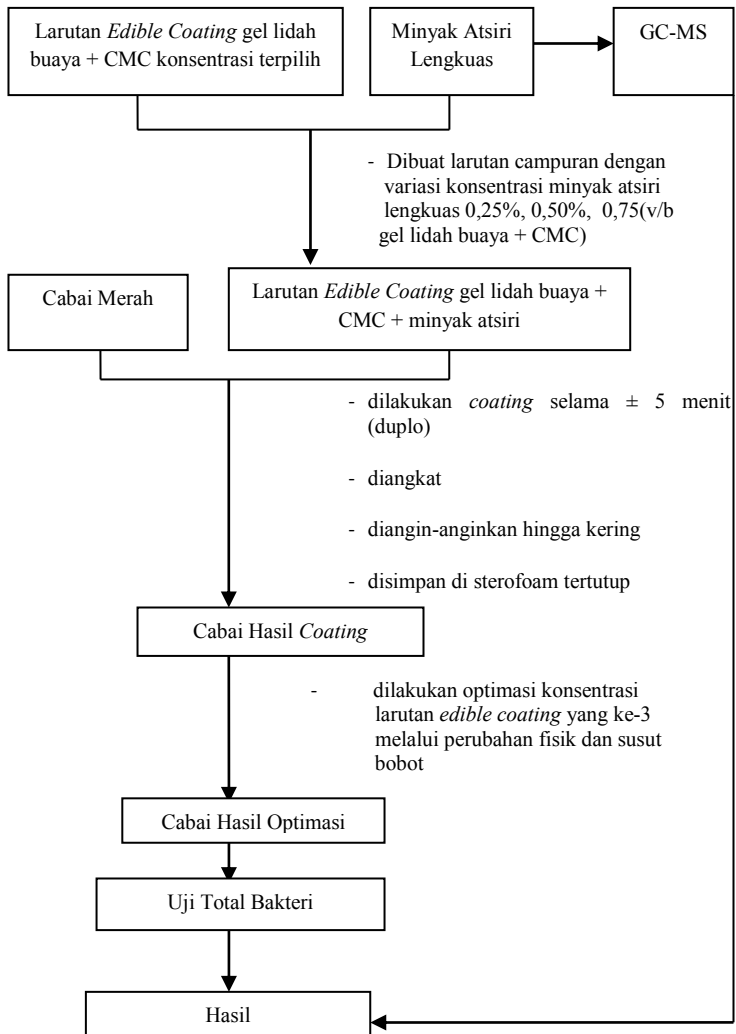 Larutan Edible Coating gel lidah
buaya + CMC konsentrasi terpilih
Minyak Atsiri
Lengkuas
GC-MS
- Dibuat larutan campuran dengan
variasi konsentrasi minyak atsiri
lengkuas 0,25%, 0,50%, 0,75(v/b
gel lidah buaya + CMC)
Cabai Merah
Larutan Edible Coating gel lidah buaya +
CMC + minyak atsiri
- dilakukan coating selama ± 5 menit
(duplo)
- diangkat
- diangin-anginkan hingga kering
- disimpan di sterofoam tertutup
Cabai Hasil Coating
- dilakukan optimasi konsentrasi
larutan edible coating yang ke-3
melalui perubahan fisik dan susut
bobot
Cabai Hasil Optimasi
Uji Total Bakteri
Hasil